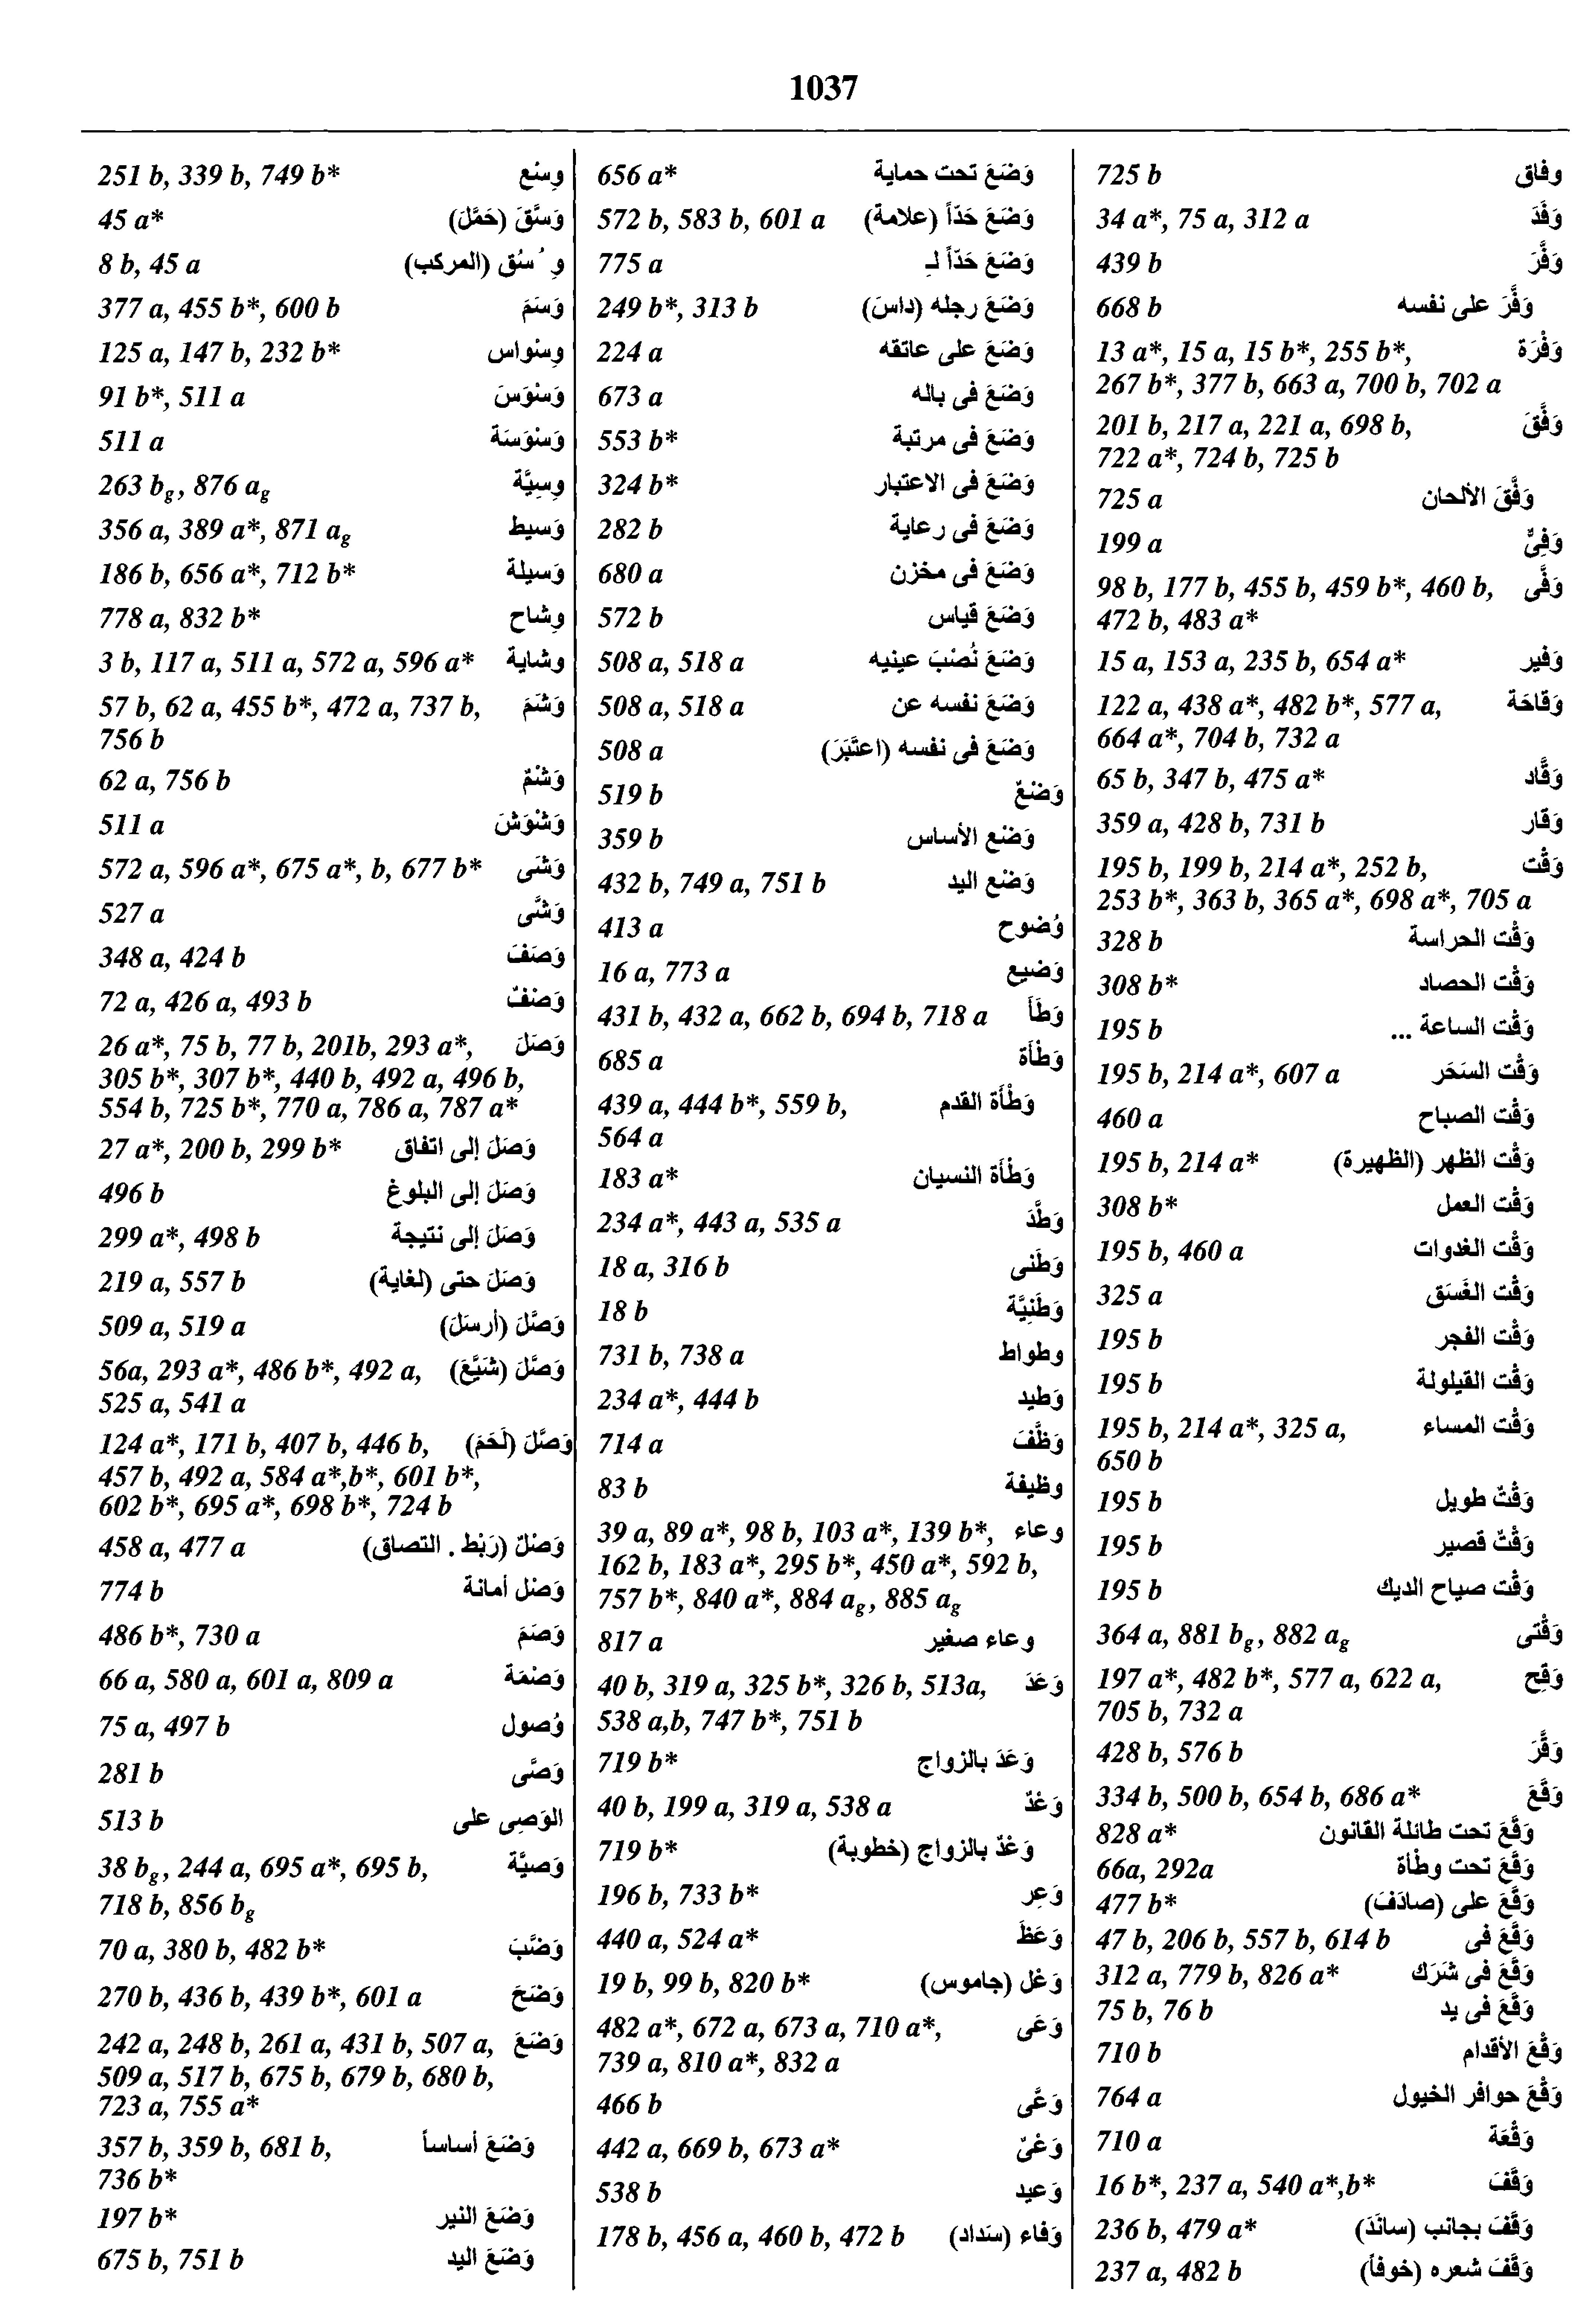 1037
251 b, 339 b, 749 b* وِسْع
45 a* وَسَّقَ (حَمَّلَ)
8 b, 45 a وِ ُسْق (المركب)
377 a, 455 b*, 600 b وَسَمَ
125 a, 147 b, 232 b* وِسْواس
91 b*, 511 a وَسْوَسَ
511 a وَسْوَسَة
263 bg, 876 ag وِسِيَّة
356 a, 389 a*, 871 ag وَسيط
186 b, 656 a*, 712 b* وَسيلة
778 a, 832 b* وِشاح
3 b, 117 a, 511 a, 572 a, 596 a* وِشاية
57 b, 62 a, 455 b*, 472 a, 737 b, وَشَمَ
756 b
62 a, 756 b وَشْمٌ
511 a وَشْوَشَ
572 a, 596 a*, 675 a*, b, 677 b* وَشَى
527 a وَشَّى
348 a, 424 b وَصَفَ
72 a, 426 a, 493 b وَصْفٌ
26 a*, 75 b, 77 b, 201b, 293 a*, وَصَلَ
305 b*, 307 b*, 440 b, 492 a, 496 b,
554 b, 725 b*, 770 a, 786 a, 787 a*
27 a*, 200 b, 299 b* وَصَلَ إلى اتفاق
496 b وَصَلَ إلى البلوغ
299 a*, 498 b وَصَلَ إلى نتيجة
219 a, 557 b وَصَلَ حتى (لغاية)
509 a, 519 a وَصَّلَ (أرسَلَ)
56a, 293 a*, 486 b*, 492 a, وَصَّلَ (شَيَّعَ)
525 a, 541 a
124 a*, 171 b, 407 b, 446 b, وَصَّلَ (لَحَمَ)
457 b, 492 a, 584 a*,b*, 601 b*,
602 b*, 695 a*, 698 b*, 724 b
458 a, 477 a وَصْلٌ (رَبْط . التصاق)
774 b وَصْل أمانة
486 b*, 730 a وَصَمَ
66 a, 580 a, 601 a, 809 a وَصْمَة
75 a, 497 b وُصول
281 b وَصَّى
513 b الوَصِى على
38 bg, 244 a, 695 a*, 695 b, وَصيَّة
718 b, 856 bg
70 a, 380 b, 482 b* وَضَّبَ
270 b, 436 b, 439 b*, 601 a وَضَحَ
242 a, 248 b, 261 a, 431 b, 507 a, وَضَعَ
509 a, 517 b, 675 b, 679 b, 680 b,
723 a, 755 a*
357 b, 359 b, 681 b, وَضَعَ أساساً
736 b*
197 b* وَضَعَ النير
675 b, 751 b وَضَعَ اليد
656 a* وَضَعَ تحت حماية
572 b, 583 b, 601 a وَضَعَ حَدّاً (علامة)
775 a وَضَعَ حَدّاً لـِ
249 b*, 313 b وَضَعَ رجله (داسَ)
224 a وَضَعَ على عاتقه
673 a وَضَعَ فى باله
553 b* وَضَعَ فى مرتبة
324 b* وَضَعَ فى الاعتبار
282 b وَضَعَ فى رعاية
680 a وَضَعَ فى مخزن
572 b وَضَعَ قياس
508 a, 518 a وَضَعَ نُصْبَ عينيه
508 a, 518 a وَضَعَ نفسه عن
508 a وَضَعَ فى نفسه (اعتَبَرَ)
519 b وَضْعٌ
359 b وَضْع الأساس
432 b, 749 a, 751 b وَضْع اليد
413 a وُضوح
16 a, 773 a وَضيع
431 b, 432 a, 662 b, 694 b, 718 a وَطَأَ
685 a وَطْأة
439 a, 444 b*, 559 b, وَطْأة القدم
564 a
183 a* وَطْأة النسيان
234 a*, 443 a, 535 a وَطَّدَ
18 a, 316 b وَطَنى
18 b وَطَنِيَّة
731 b, 738 a وطواط
234 a*, 444 b وَطيد
714 a وَظَّفَ
83 b وظيفة
39 a, 89 a*, 98 b, 103 a*, 139 b*, وعاء
162 b, 183 a*, 295 b*, 450 a*, 592 b,
757 b*, 840 a*, 884 ag, 885 ag
817 a وعاء صغير
40 b, 319 a, 325 b*, 326 b, 513a, وَعَدَ
538 a,b, 747 b*, 751 b
719 b* وَعَدَ بالزواج
40 b, 199 a, 319 a, 538 a وَعْدٌ
719 b* وَعْدٌ بالزواج (خطوبة)
196 b, 733 b* وَعِر
440 a, 524 a* وَعَظَ
19 b, 99 b, 820 b* وَعْل (جاموس)
482 a*, 672 a, 673 a, 710 a*, وَعَى
739 a, 810 a*, 832 a
466 b وَعَّى
442 a, 669 b, 673 a* وَعْىٌ
538 b وَعيد
178 b, 456 a, 460 b, 472 b وَفاء (سَداد)
725 b وفاق
34 a*, 75 a, 312 a وَفَدَ
439 b وَفَّرَ
668 b وَفَّرَ على نفسه
13 a*, 15 a, 15 b*, 255 b*, وَفْرَة
267 b*, 377 b, 663 a, 700 b, 702 a
201 b, 217 a, 221 a, 698 b, وَفَّقَ
722 a*, 724 b, 725 b
725 a وَفَّقَ الألحان
199 a وَفِىٌّ
98 b, 177 b, 455 b, 459 b*, 460 b, وَفَّى
472 b, 483 a*
15 a, 153 a, 235 b, 654 a* وَفير
122 a, 438 a*, 482 b*, 577 a, وَقاحَة
664 a*, 704 b, 732 a
65 b, 347 b, 475 a* وَقَّاد
359 a, 428 b, 731 b وَقار
195 b, 199 b, 214 a*, 252 b, وَقْت
253 b*, 363 b, 365 a*, 698 a*, 705 a
328 b وَقْت الحراسة
308 b* وَقْت الحصاد
195 b وَقْت الساعة ...
195 b, 214 a*, 607 a وَقْت السَحَر
460 a وَقْت الصباح
195 b, 214 a* وَقْت الظهر (الظهيرة)
308 b* وَقْت العمل
195 b, 460 a وَقْت الغدوات
325 a وَقْت الغَسَق
195 b وَقْت الفجر
195 b وَقْت القيلولة
195 b, 214 a*, 325 a, وَقْت المساء
650 b
195 b وَقْتٌ طويل
195 b وَقْتٌ قصير
195 b وَقْت صياح الديك
364 a, 881 bg, 882 ag وَقْتى
197 a*, 482 b*, 577 a, 622 a, وَقِح
705 b, 732 a
428 b, 576 b وَقَّرَ
334 b, 500 b, 654 b, 686 a* وَقَعَ
828 a* وَقَعَ تحت طائلة القانون
66a, 292a وَقَعَ تحت وطأة
477 b* وَقَعَ على (صادَفَ)
47 b, 206 b, 557 b, 614 b وَقَعَ فى
312 a, 779 b, 826 a* وَقَعَ فى شَرَك
75 b, 76 b وَقَعَ فى يد
710 b وَقْعَ الأقدام
764 a وَقْعَ حوافر الخيول
710 a وَقْعَة
16 b*, 237 a, 540 a*,b* وَقَفَ
236 b, 479 a* وَقَفَ بجانب (سانَدَ)
237 a, 482 b وَقَفَ شعره (خوفاً)